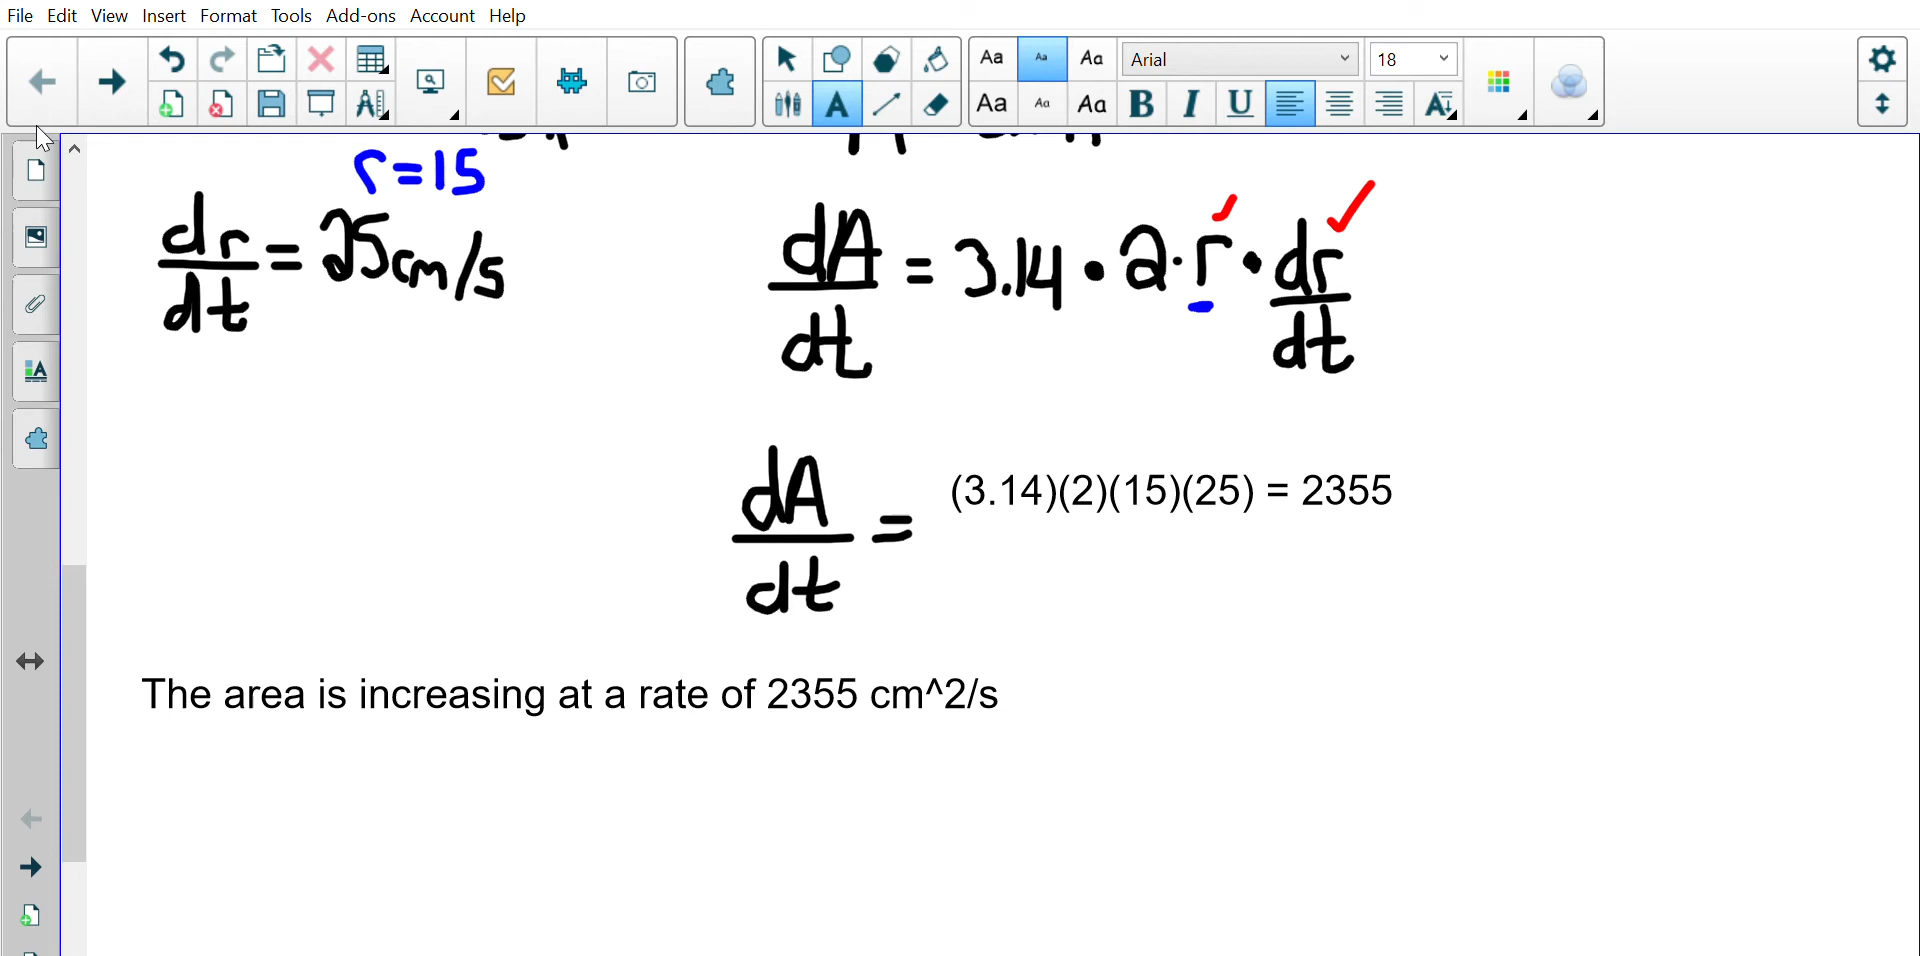 File Edit View Insert Format Tools Add-ons Account Help
Aa Aa Aa Arial 18
A Aa Aa Aa B I U A
r=15
dr/dt = 25cm/s
dA/dt = 3.14 • 2 · r • dr/dt
dA/dt = (3.14)(2)(15)(25) = 2355
The area is increasing at a rate of 2355 cm^2/s